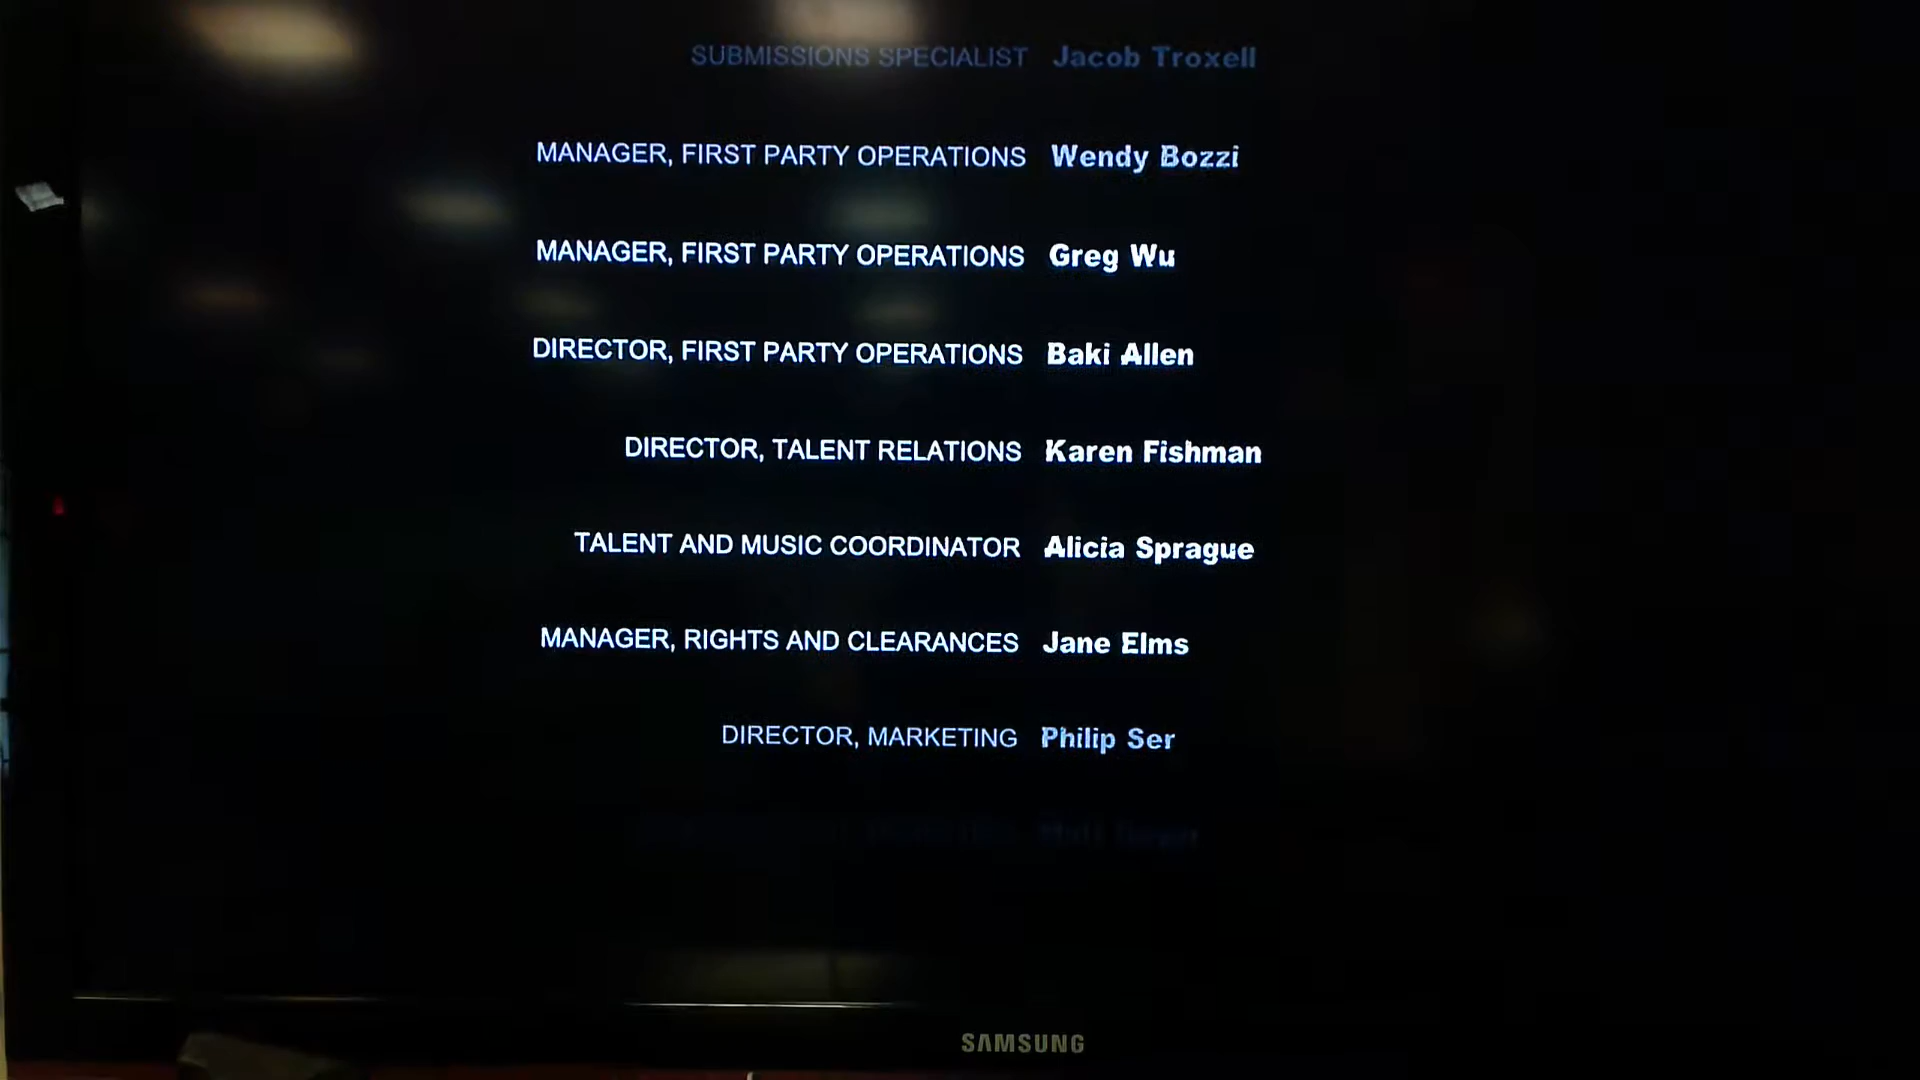 SUBMISSIONS SPECIALIST Jacob Troxell
MANAGER, FIRST PARTY OPERATIONS Wendy Bozzi
MANAGER, FIRST PARTY OPERATIONS Greg Wu
DIRECTOR, FIRST PARTY OPERATIONS Baki Allen
DIRECTOR, TALENT RELATIONS Karen Fishman
TALENT AND MUSIC COORDINATOR Alicia Sprague
MANAGER, RIGHTS AND CLEARANCES Jane Elms
DIRECTOR, MARKETING Philip Ser
SAMSUNG